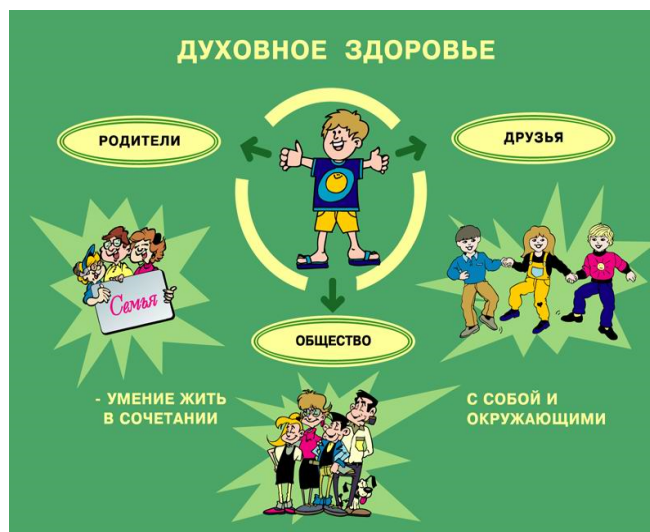 ДУХОВНОЕ ЗДОРОВЬЕ
РОДИТЕЛИ
ДРУЗЬЯ
Семья
ОБЩЕСТВО
- УМЕНИЕ ЖИТЬ
В СОЧЕТАНИИ
С СОБОЙ И
ОКРУЖАЮЩИМИ